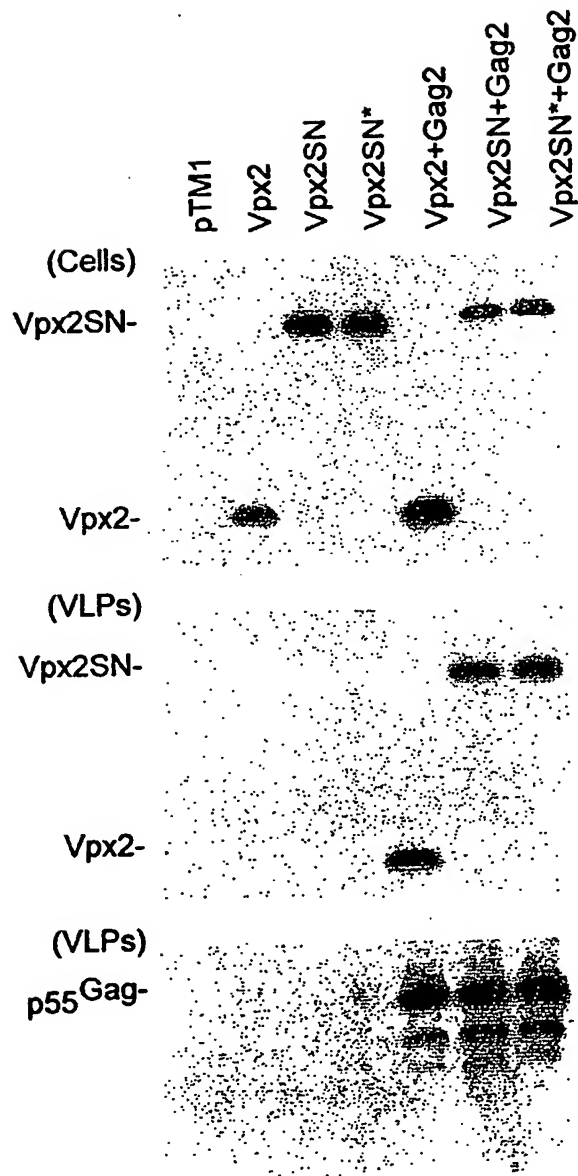 pTM1
Vpx2
Vpx2SN
Vpx2SN*
Vpx2+Gag2
Vpx2SN+Gag2
Vpx2SN*+Gag2
(Cells)
Vpx2SN-
Vpx2-
(VLPs)
Vpx2SN-
Vpx2-
(VLPs)
p55Gag-